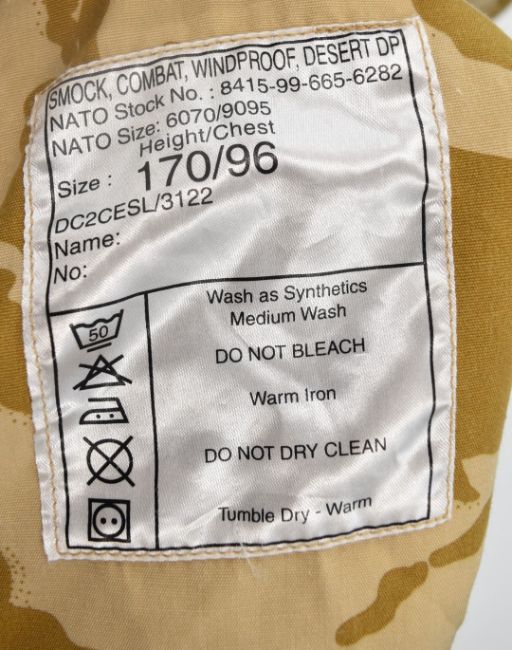 SMOCK, COMBAT, WINDPROOF, DESERT DP
NATO Stock No. : 8415-99-665-6282
NATO Size: 6070/9095
Height/Chest
Size : 170/96
DC2CESL/3122
Name:
No:
50
Wash as Synthetics
Medium Wash
DO NOT BLEACH
Warm Iron
DO NOT DRY CLEAN
Tumble Dry - Warm